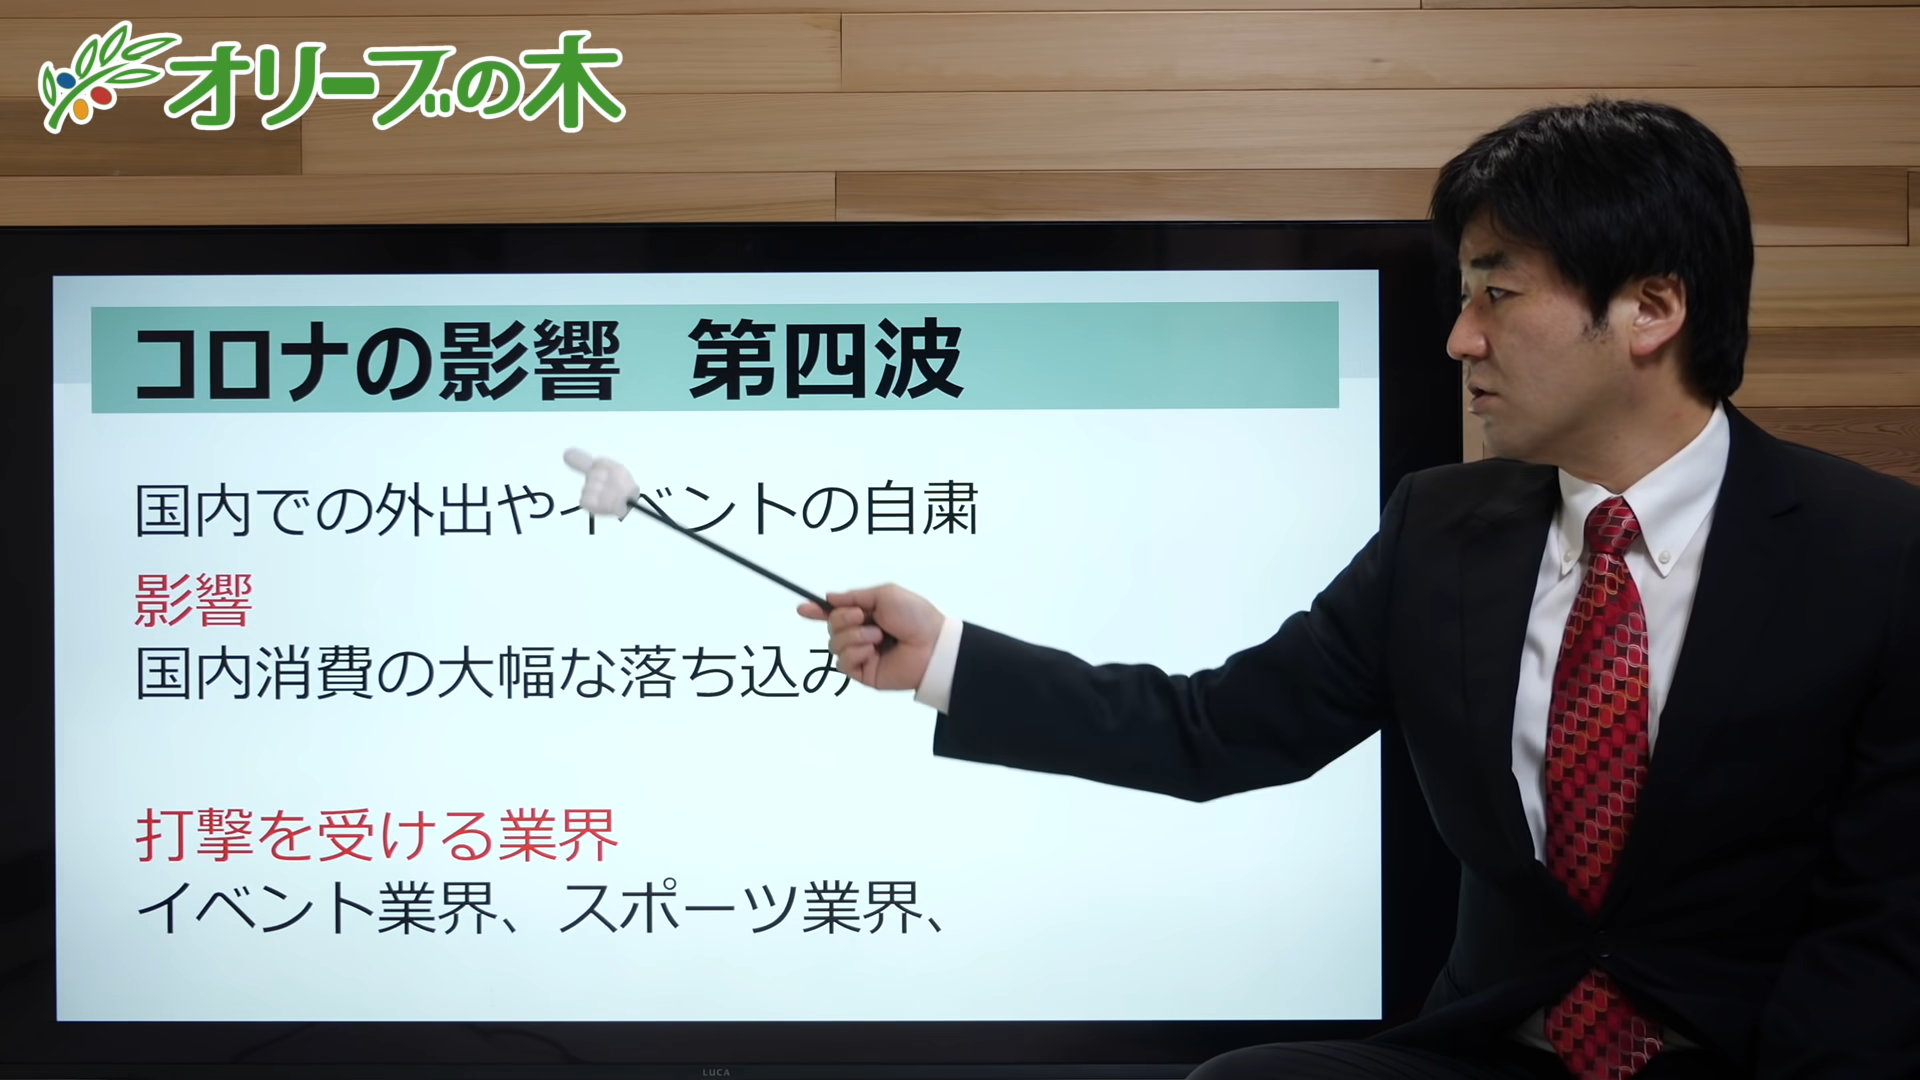 オリーブの木
コロナの影響 第四波
国内での外出やイベントの自粛
影響
国内消費の大幅な落ち込み
打撃を受ける業界
イベント業界、スポーツ業界、
LUCA